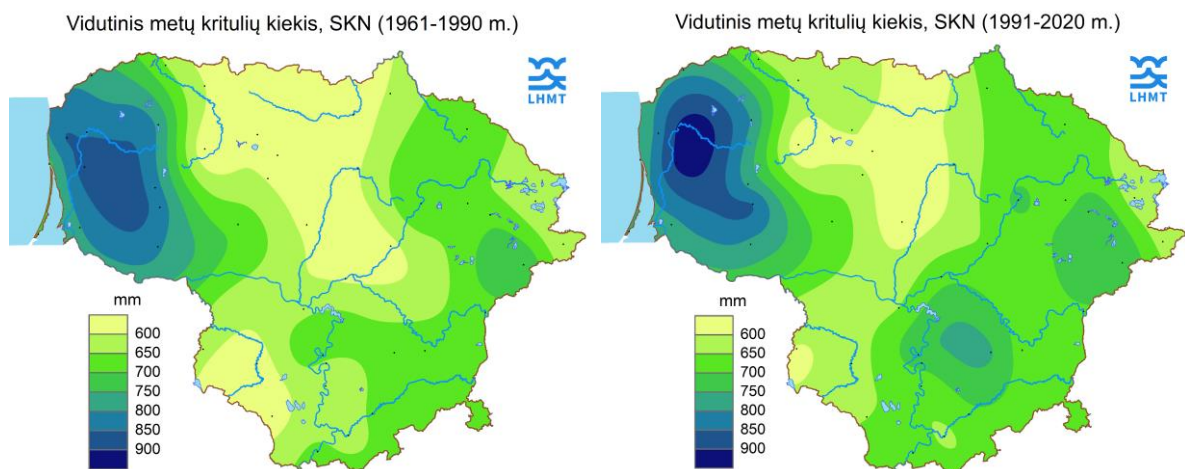 Vidutinis metų kritulių kiekis, SKN (1961-1990 m.)
LHMT
mm
600
650
700
750
800
850
900
Vidutinis metų kritulių kiekis, SKN (1991-2020 m.)
LHMT
mm
600
650
700
750
800
850
900